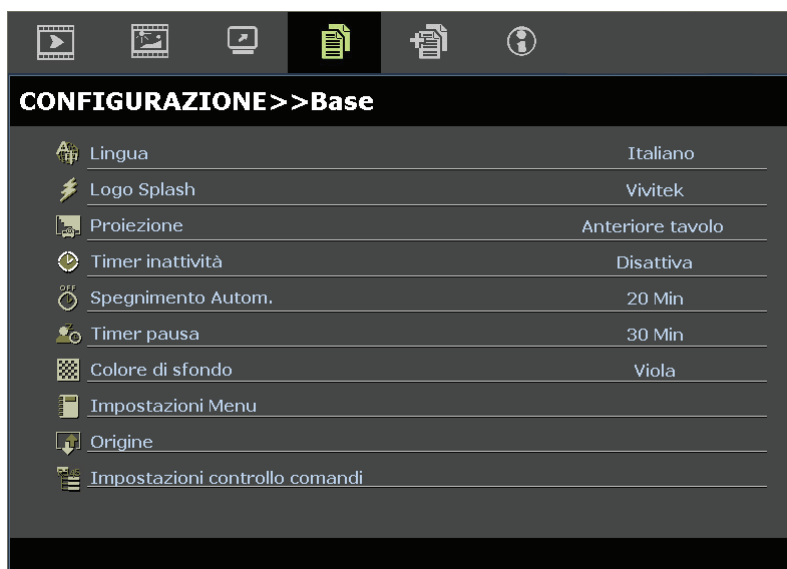 CONFIGURAZIONE>>Base
Lingua Italiano
Logo Splash Vivitek
Proiezione Anteriore tavolo
Timer inattività Disattiva
OFF
Spegnimento Autom. 20 Min
Timer pausa 30 Min
Colore di sfondo Viola
Impostazioni Menu
Origine
Impostazioni controllo comandi